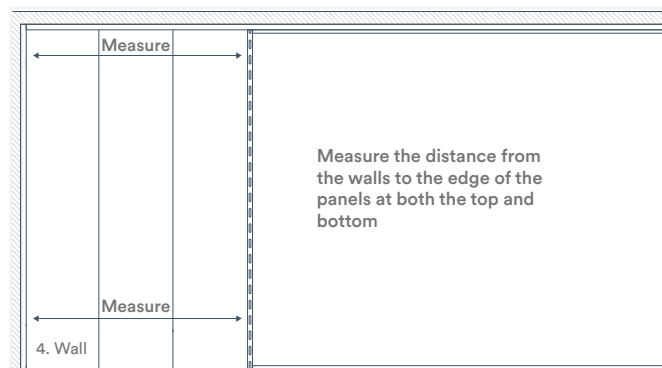 Measure
Measure the distance from
the walls to the edge of the
panels at both the top and
bottom
Measure
4. Wall